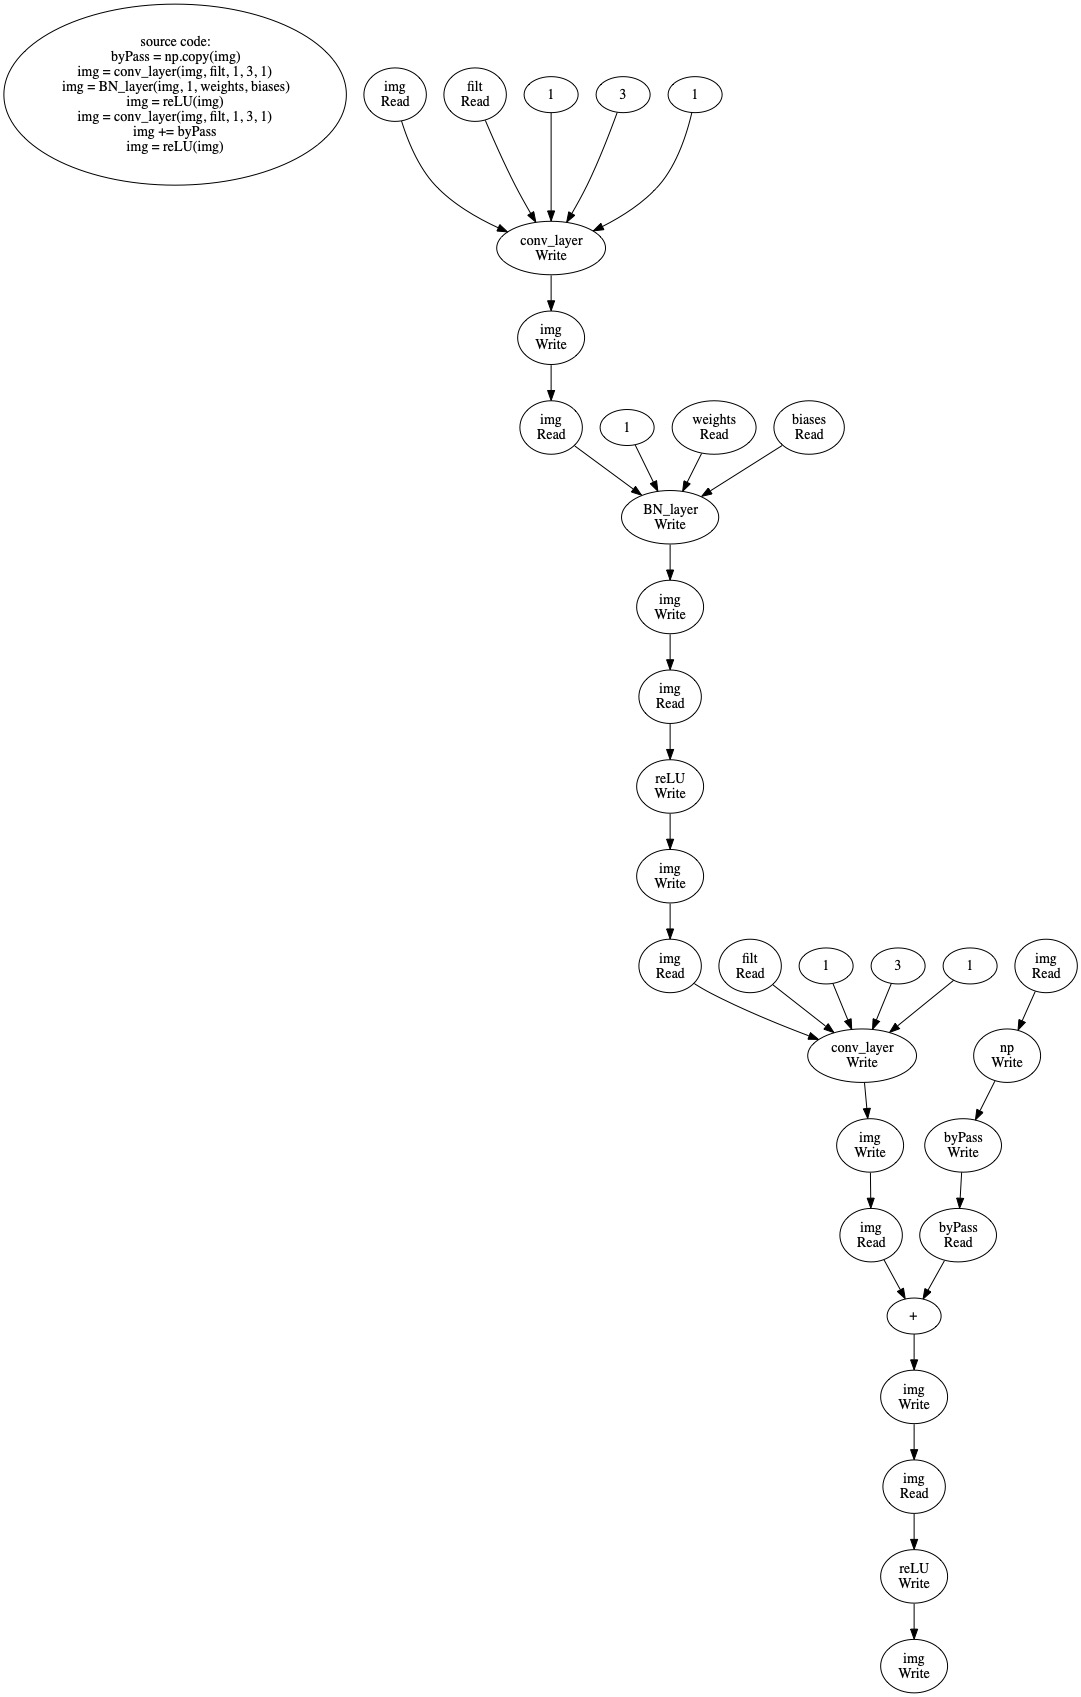 source code:
byPass = np.copy(img)
img = conv_layer(img, filt, 1, 3, 1)
img = BN_layer(img, 1, weights, biases)
img = reLU(img)
img = conv_layer(img, filt, 1, 3, 1)
img += byPass
img = reLU(img)
img
Read
filt
Read
1
3
1
conv_layer
Write
img
Write
img
Read
1
weights
Read
biases
Read
BN_layer
Write
img
Write
img
Read
reLU
Write
img
Write
img
Read
filt
Read
1
3
1
img
Read
conv_layer
Write
np
Write
img
Write
byPass
Write
img
Read
byPass
Read
+
img
Write
img
Read
reLU
Write
img
Write